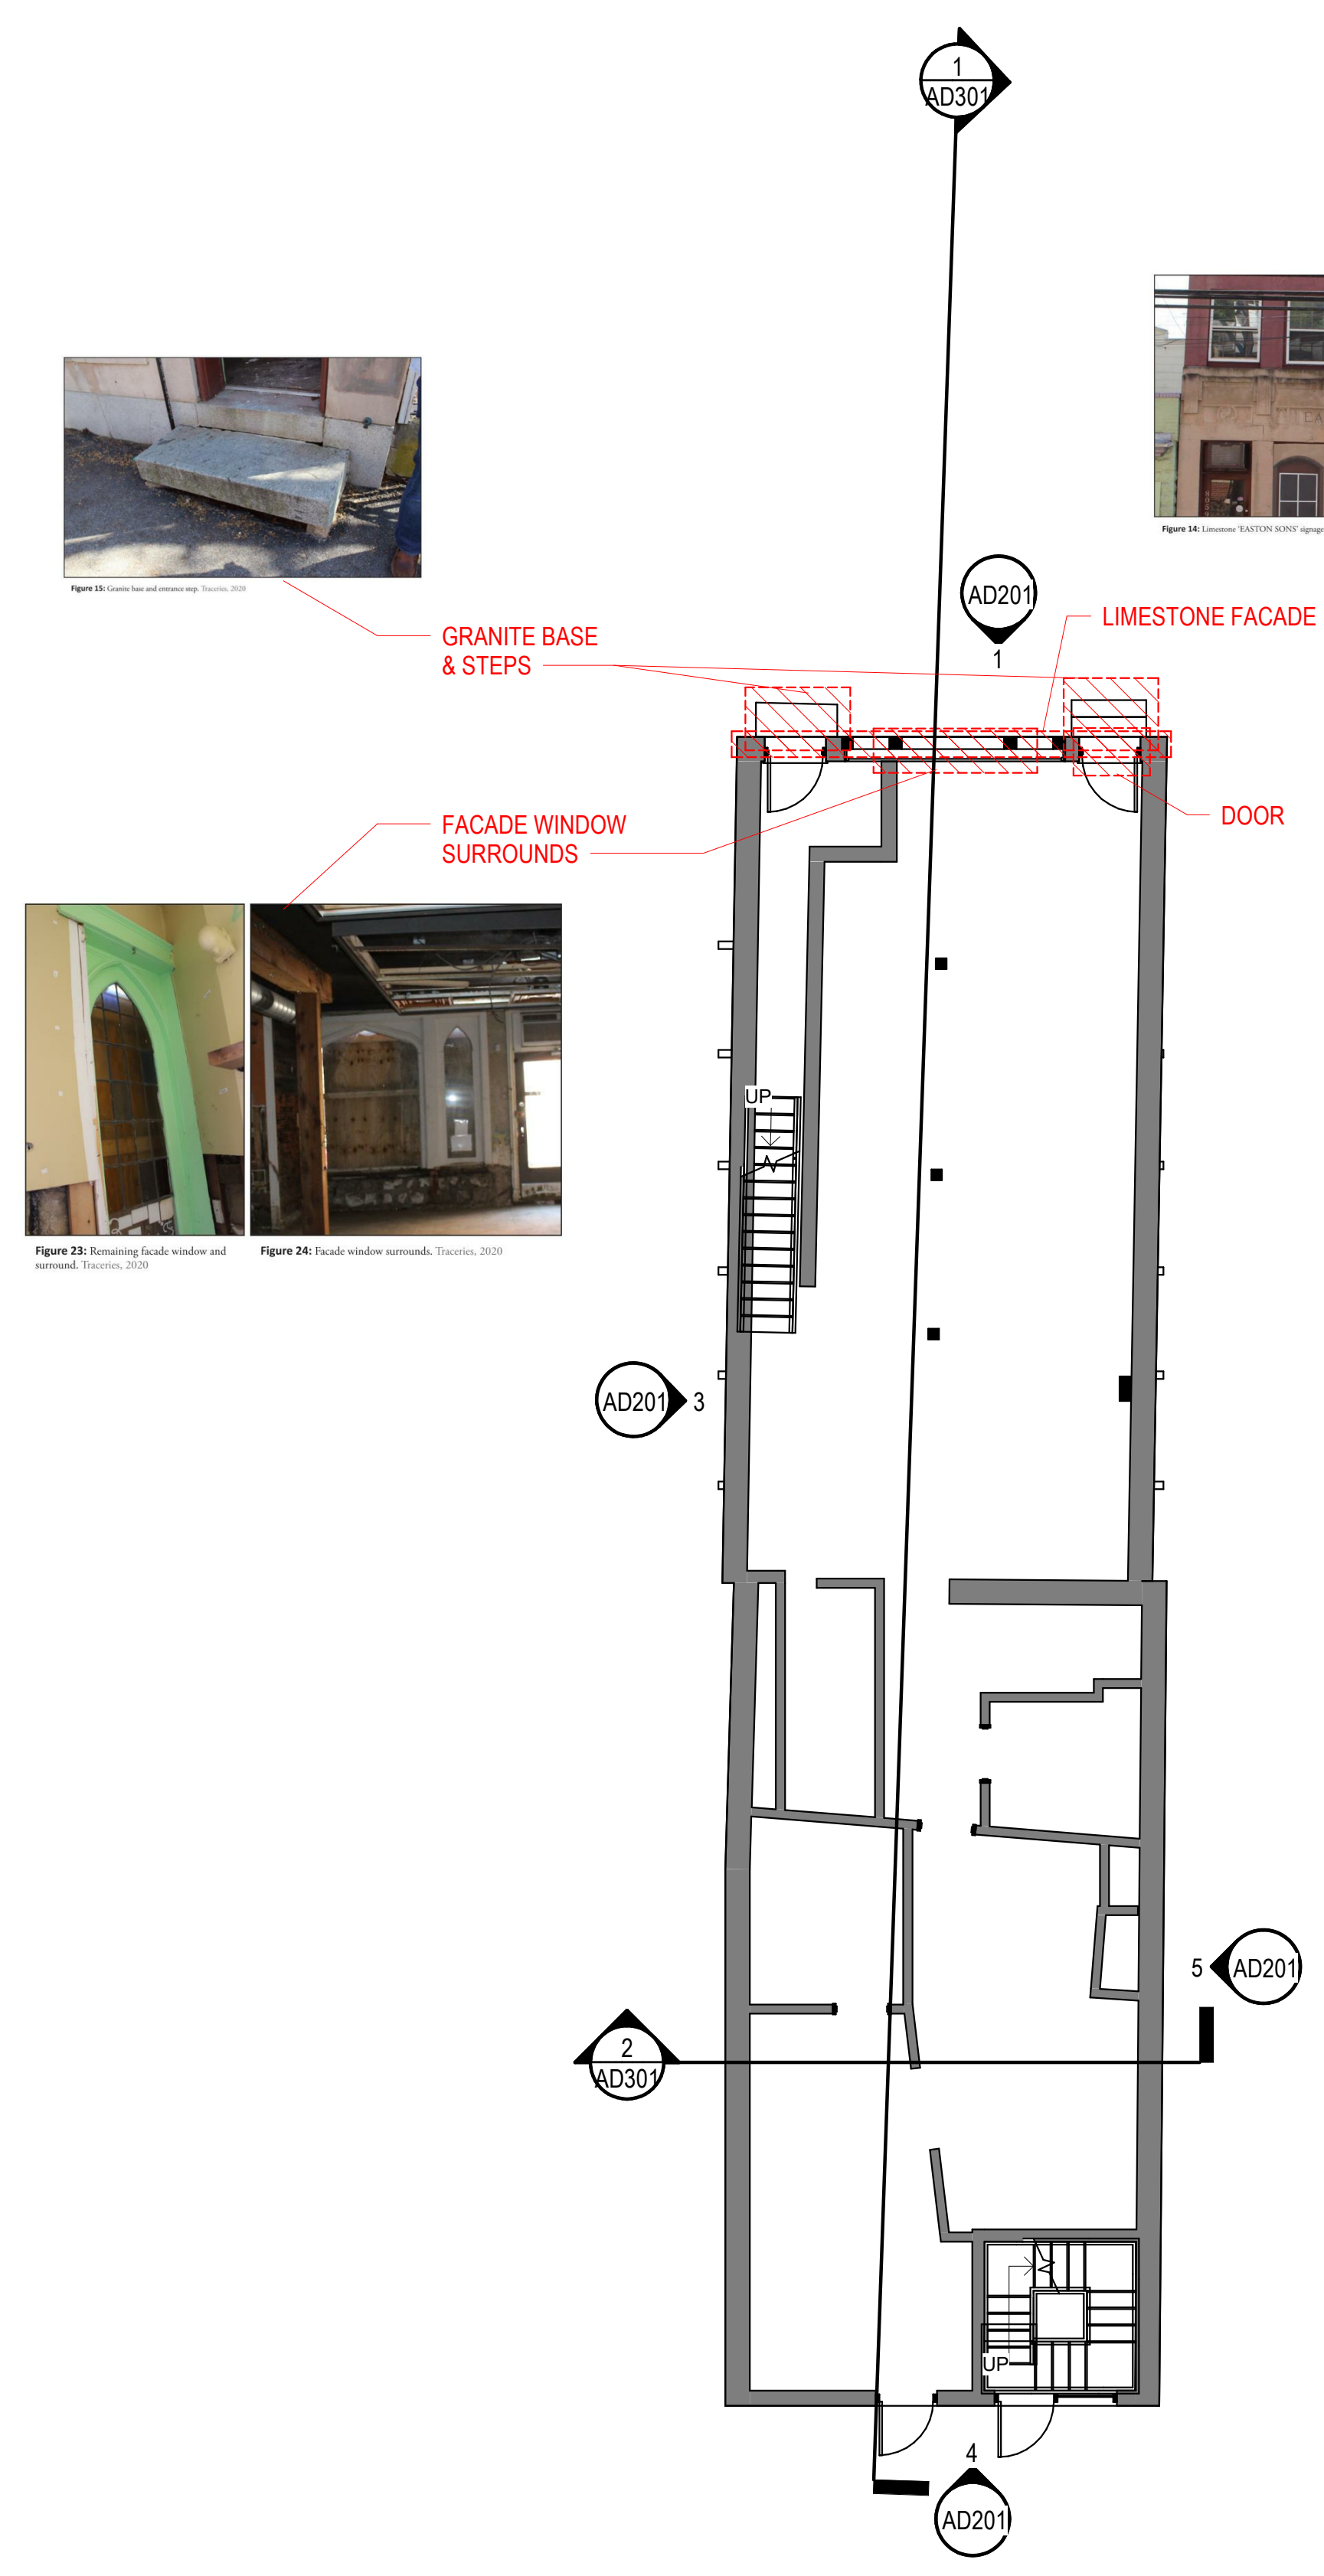 1
AD301
Figure 14: Limestone 'EASTON SONS' signage
Figure 15: Granite base and entrance step. Traceries, 2020
AD201
1
LIMESTONE FACADE
GRANITE BASE
& STEPS
DOOR
FACADE WINDOW
SURROUNDS
UP
Figure 23: Remaining facade window and
surround. Traceries, 2020
Figure 24: Facade window surrounds. Traceries, 2020
AD201
3
5
AD201
2
AD301
UP
4
AD201